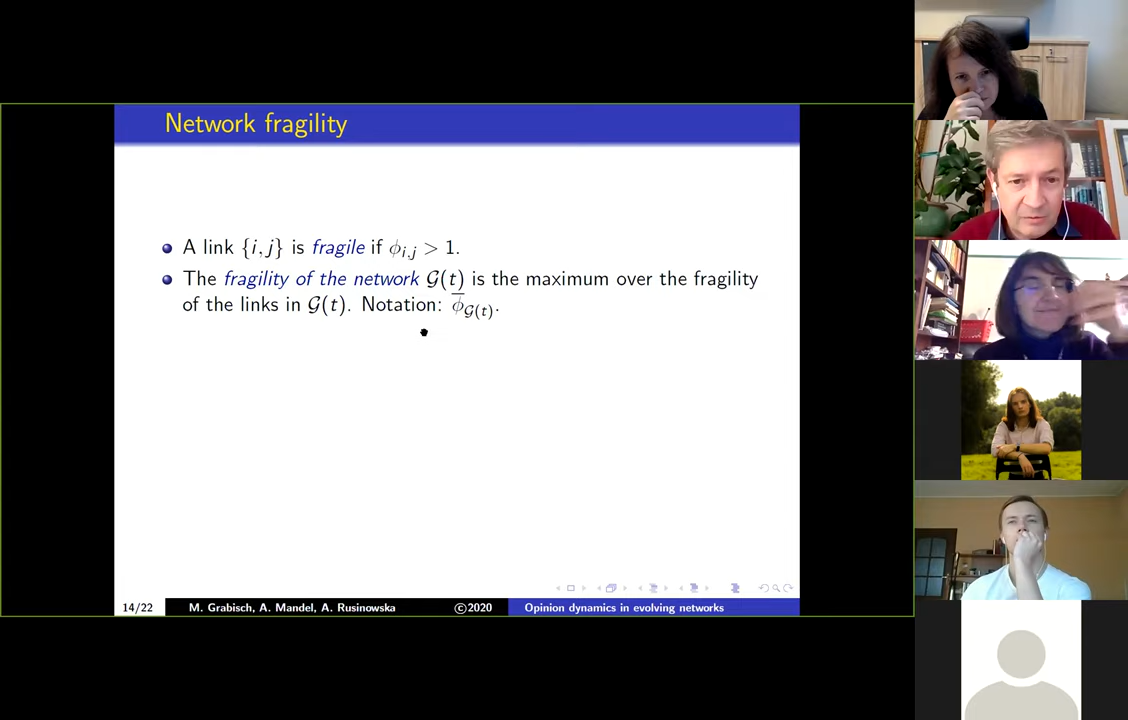 Network fragility
A link {i, j} is fragile if ϕ_{i,j} > 1.
The fragility of the network 𝒢(t) is the maximum over the fragility
of the links in 𝒢(t). Notation: ϕ̅_{𝒢(t)}.
14/22 M. Grabisch, A. Mandel, A. Rusinowska ©2020 Opinion dynamics in evolving networks